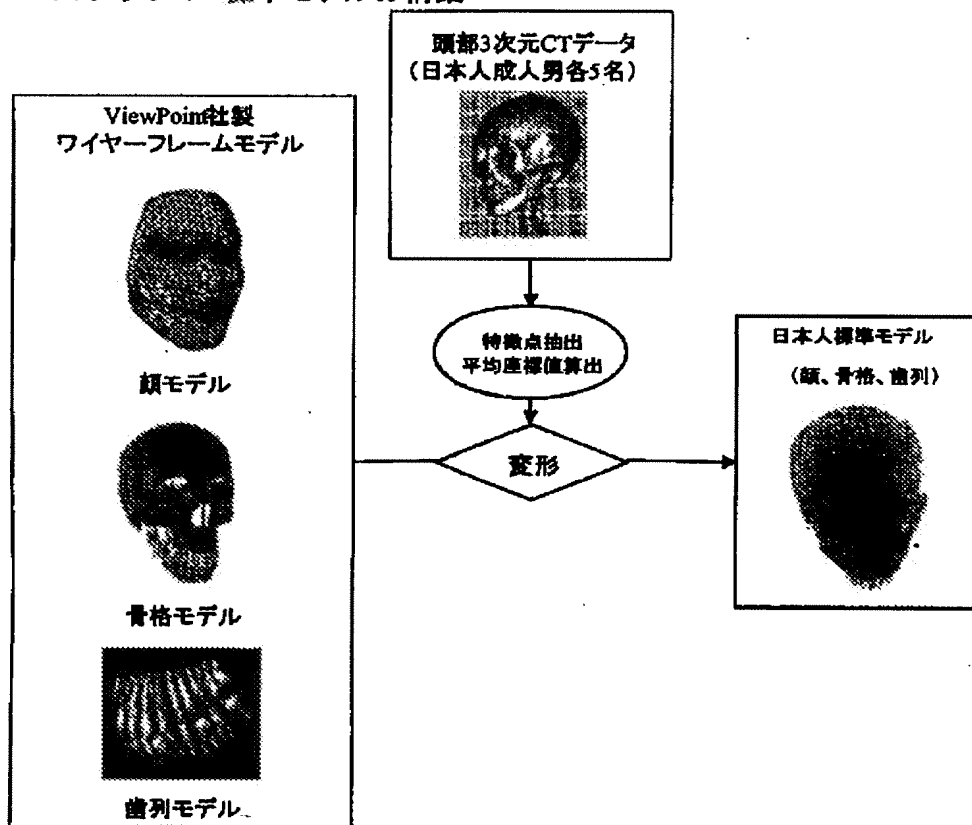 頭部3次元CTデータ
（日本人成人男各5名）
ViewPoint社製
ワイヤーフレームモデル
顔モデル
骨格モデル
歯列モデル
特徴点抽出
平均座標値算出
変形
日本人標準モデル
（顔、骨格、歯列）